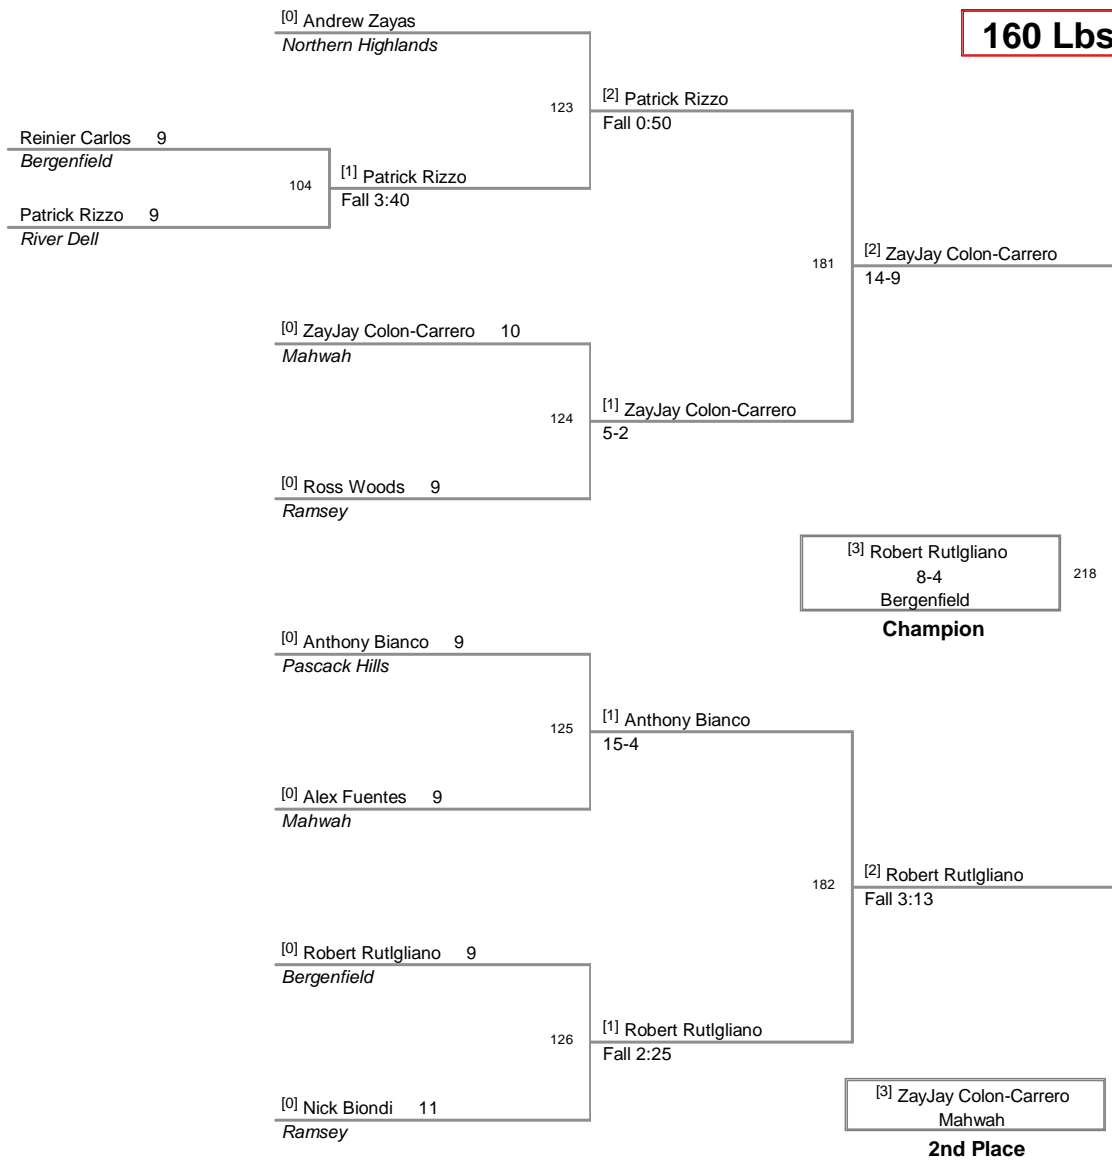 [0] Andrew Zayas
Northern Highlands
160 Lbs
123
[2] Patrick Rizzo
Fall 0:50
Reinier Carlos 9
Bergenfield
104
[1] Patrick Rizzo
Fall 3:40
Patrick Rizzo 9
River Dell
181
[2] ZayJay Colon-Carrero
14-9
[0] ZayJay Colon-Carrero 10
Mahwah
124
[1] ZayJay Colon-Carrero
5-2
[0] Ross Woods 9
Ramsey
[3] Robert Rutlgliano
8-4
Bergenfield
218
Champion
[0] Anthony Bianco 9
Pascack Hills
125
[1] Anthony Bianco
15-4
[0] Alex Fuentes 9
Mahwah
182
[2] Robert Rutlgliano
Fall 3:13
[0] Robert Rutlgliano 9
Bergenfield
126
[1] Robert Rutlgliano
Fall 2:25
[0] Nick Biondi 11
Ramsey
[3] ZayJay Colon-Carrero
Mahwah
2nd Place